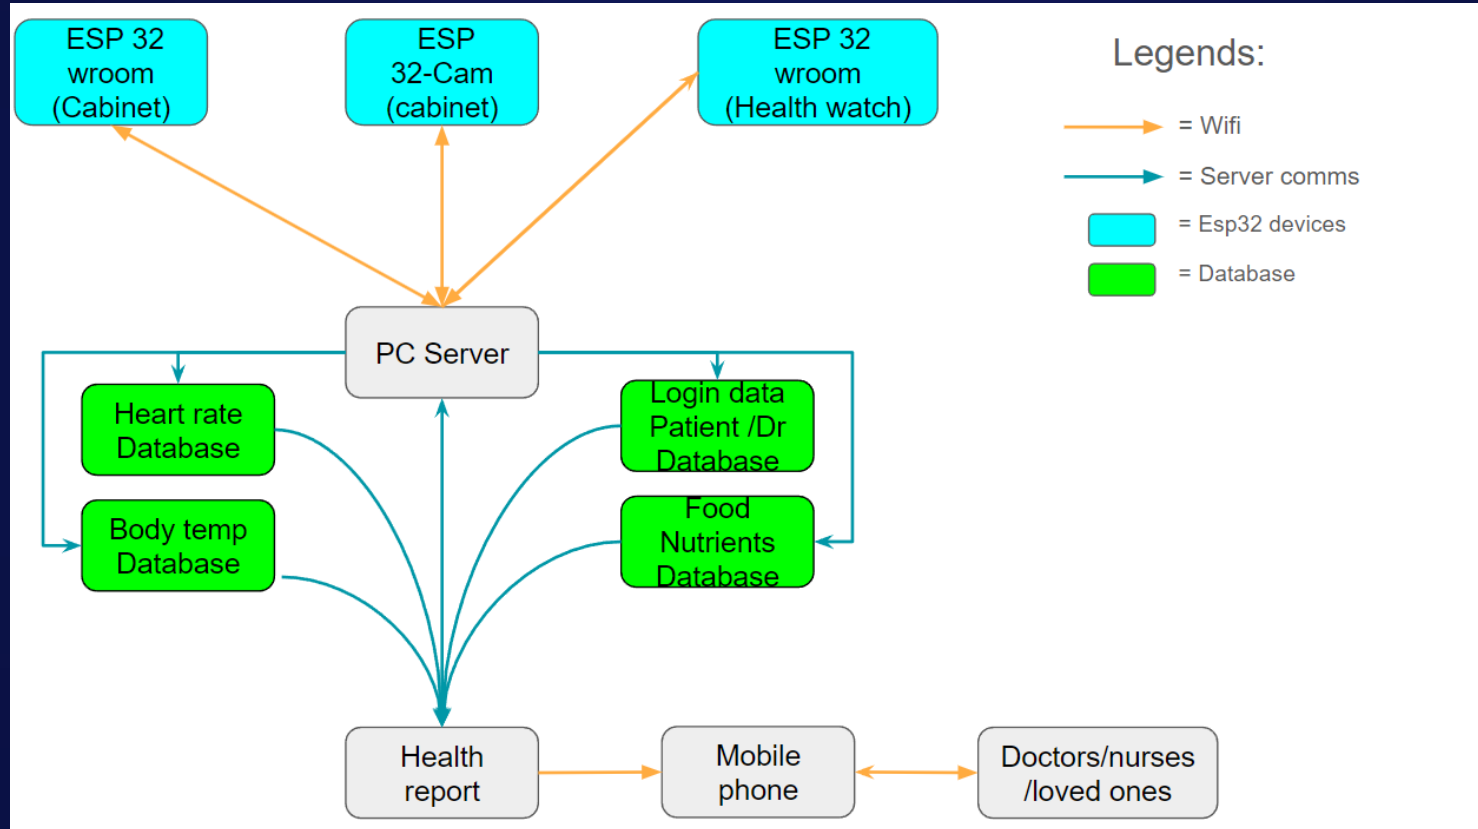 ESP 32
wroom
(Cabinet)
ESP
32-Cam
(cabinet)
ESP 32
wroom
(Health watch)
Legends:
= Wifi
= Server comms
= Esp32 devices
= Database
PC Server
Heart rate
Database
Login data
Patient /Dr
Database
Body temp
Database
Food
Nutrients
Database
Health
report
Mobile
phone
Doctors/nurses
/loved ones